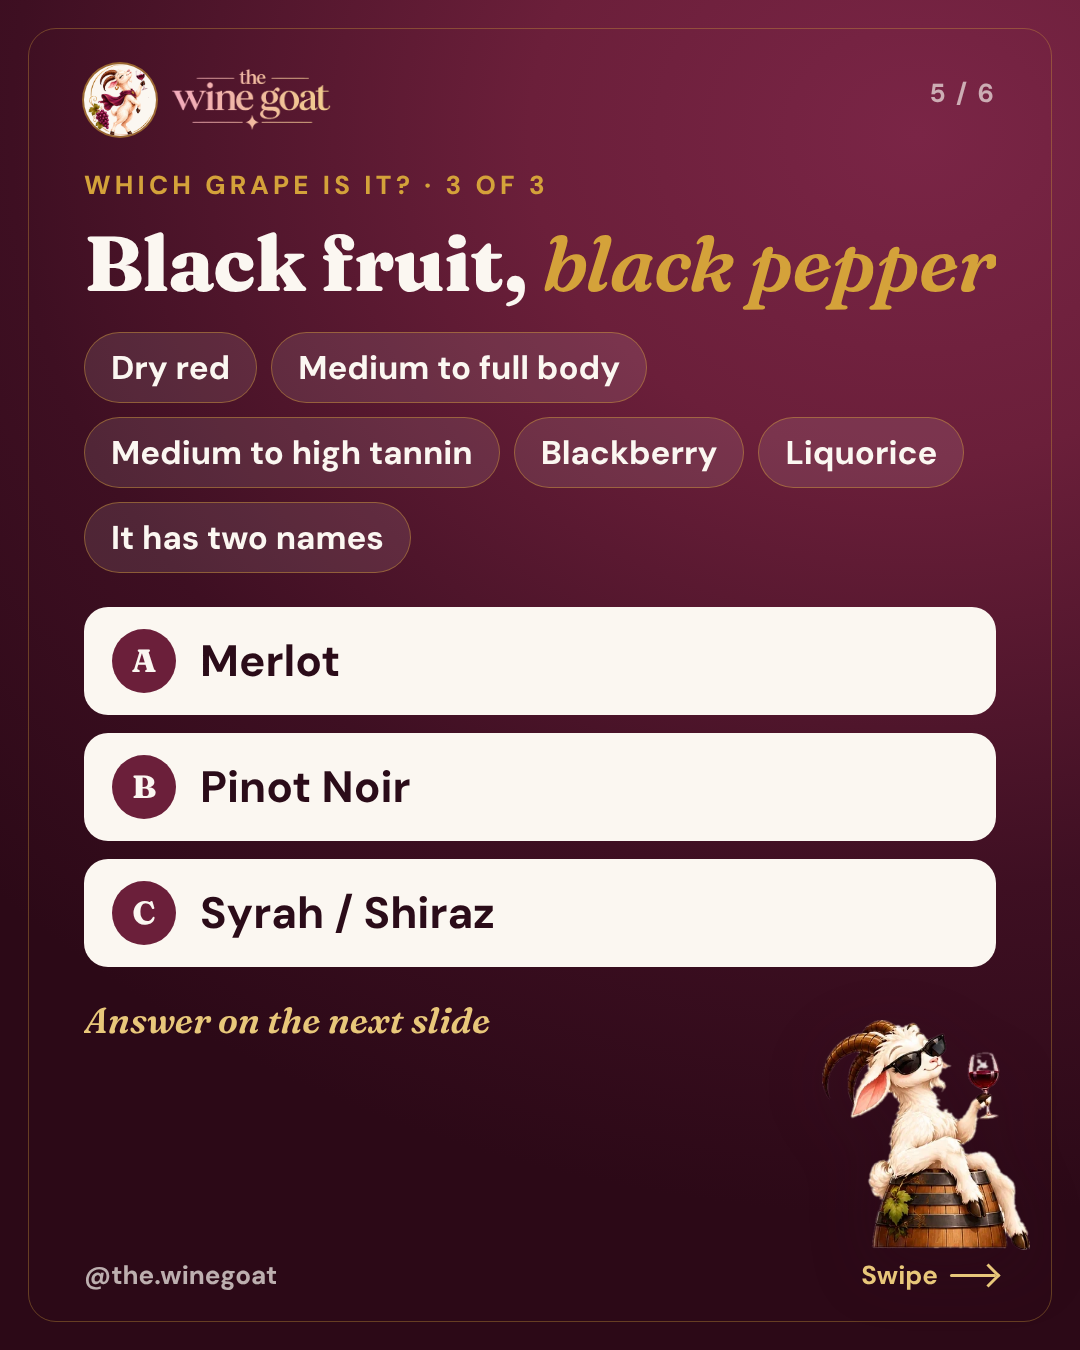 the
wine goat
5 / 6
WHICH GRAPE IS IT? · 3 OF 3
Black fruit, black pepper
Dry red
Medium to full body
Medium to high tannin
Blackberry
Liquorice
It has two names
A Merlot
B Pinot Noir
C Syrah / Shiraz
Answer on the next slide
@the.winegoat
Swipe